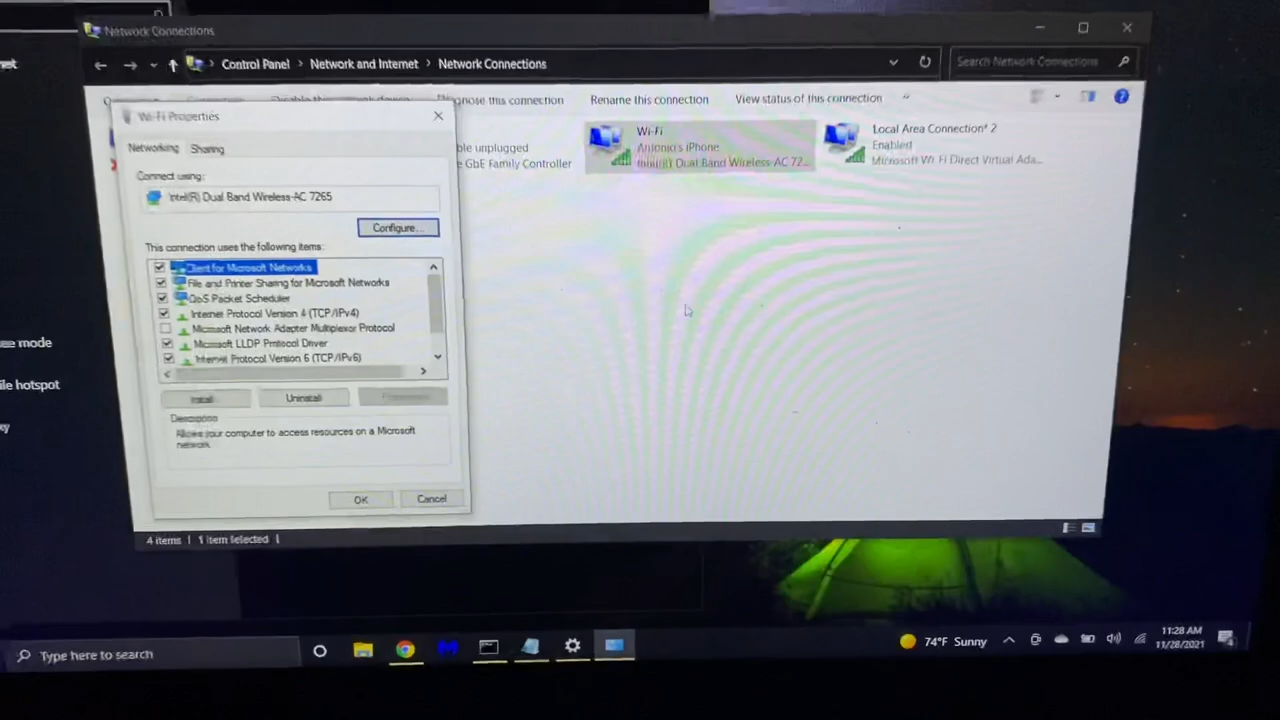 Network Connections
Control Panel > Network and Internet > Network Connections
Search Network Connections
Diagnose this connection Rename this connection View status of this connection
Wi-Fi Properties
Networking Sharing
Connect using:
Intel(R) Dual Band Wireless-AC 7265
Configure...
This connection uses the following items:
Client for Microsoft Networks
File and Printer Sharing for Microsoft Networks
QoS Packet Scheduler
Internet Protocol Version 4 (TCP/IPv4)
Microsoft Network Adapter Multiplexor Protocol
Microsoft LLDP Protocol Driver
Internet Protocol Version 6 (TCP/IPv6)
Install... Uninstall
Description
Allows your computer to access resources on a Microsoft
network.
OK Cancel
ble unplugged
e GbE Family Controller
Wi-Fi
Antonio's iPhone
Intel(R) Dual Band Wireless-AC 72...
Local Area Connection* 2
Enabled
Microsoft Wi-Fi Direct Virtual Ada...
4 items 1 item selected
net
ne mode
ile hotspot
xy
Type here to search
74°F Sunny
11:28 AM
11/28/2021